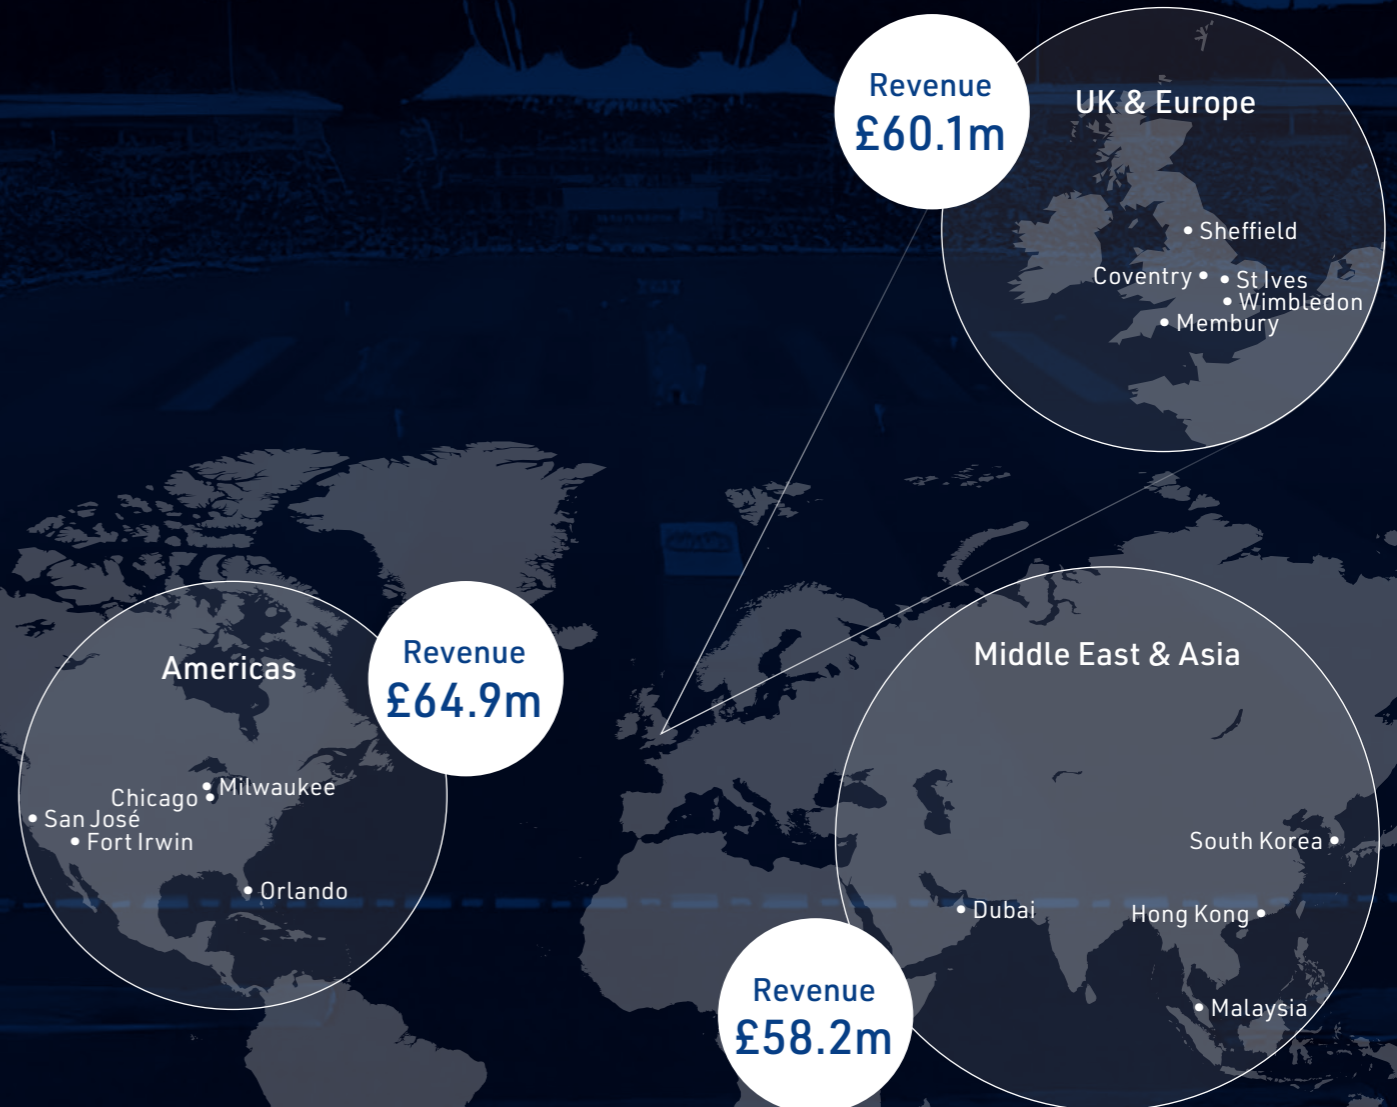 Revenue
£60.1m
UK & Europe
Sheffield
Coventry
St Ives
Wimbledon
Membury
Americas
Revenue
£64.9m
Milwaukee
Chicago
San José
Fort Irwin
Orlando
Middle East & Asia
South Korea
Dubai
Hong Kong
Malaysia
Revenue
£58.2m